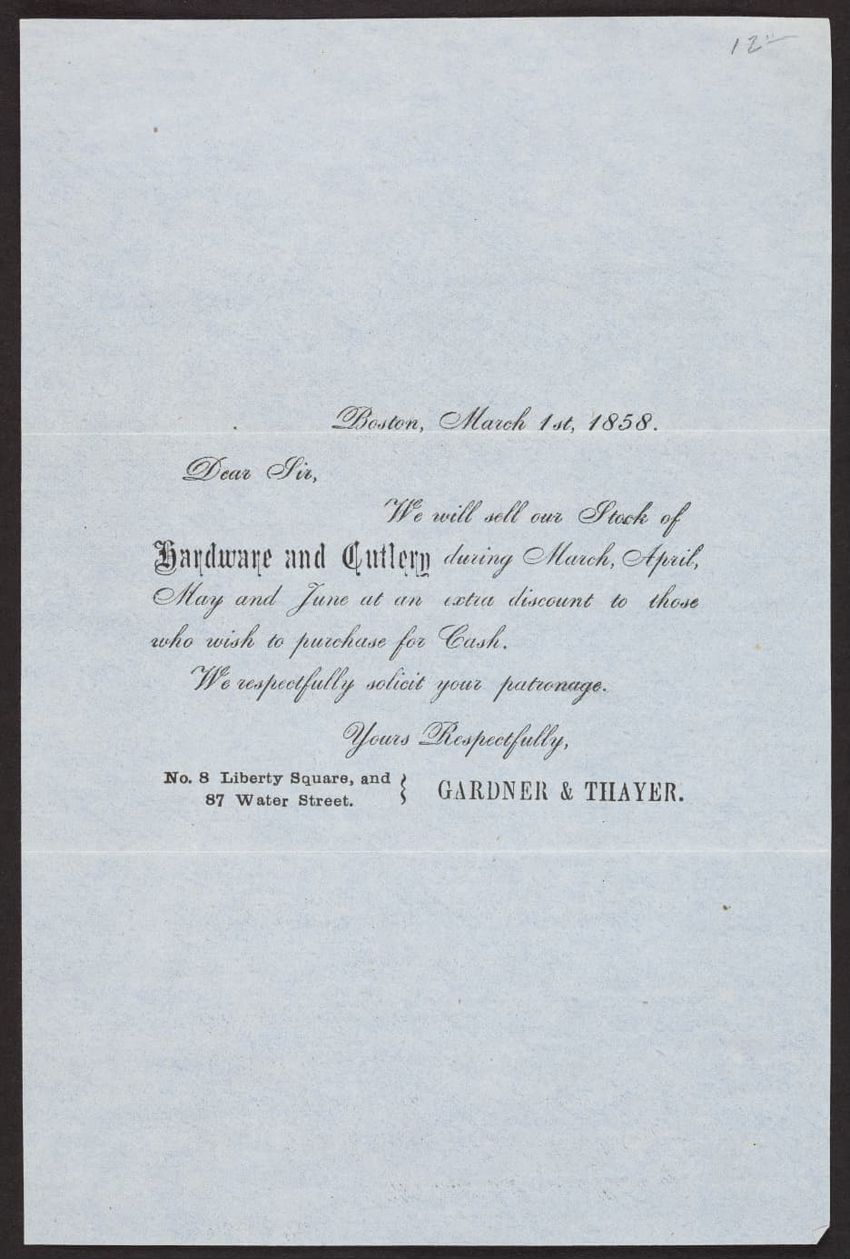 12
Boston, March 1st, 1858.
Dear Sir,
We will sell our Stock of
Hardware and Cutlery during March, April,
May and June at an extra discount to those
who wish to purchase for Cash.
We respectfully solicit your patronage.
Yours Respectfully,
No. 8 Liberty Square, and
87 Water Street. } GARDNER & THAYER.